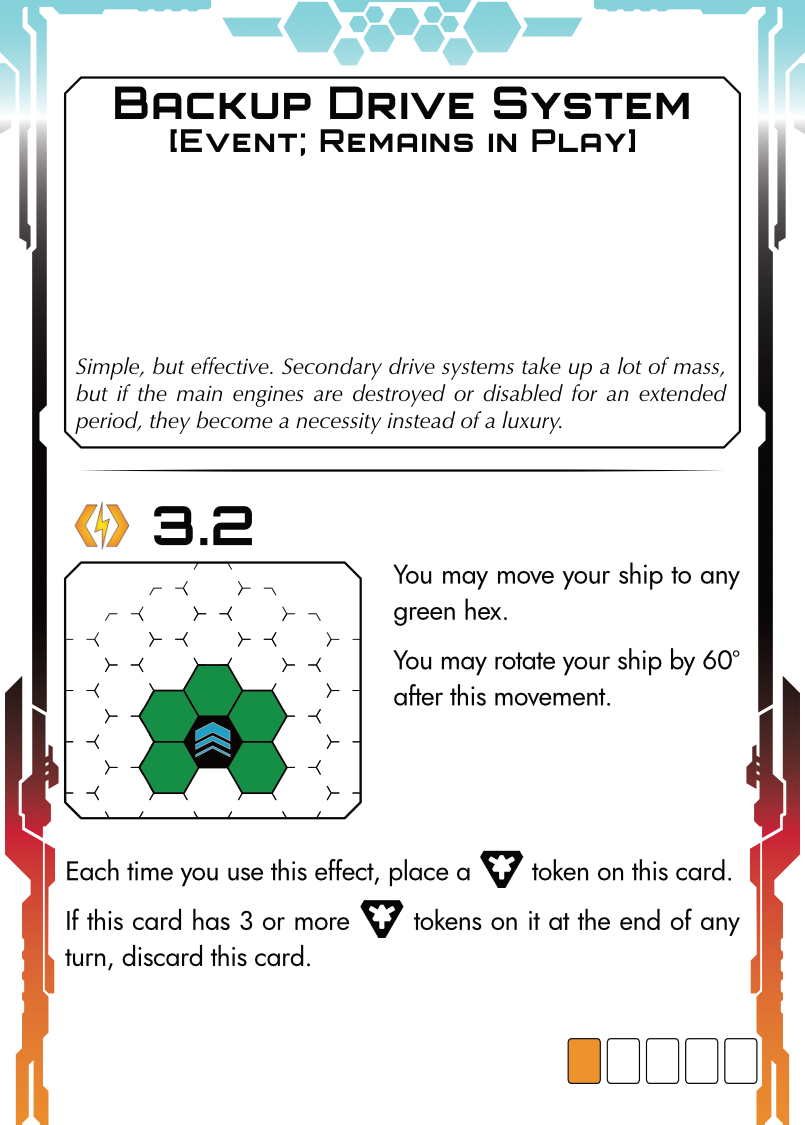 Backup Drive System
[Event; Remains in Play]
Simple, but effective. Secondary drive systems take up a lot of mass,
but if the main engines are destroyed or disabled for an extended
period, they become a necessity instead of a luxury.
3.2
You may move your ship to any
green hex.
You may rotate your ship by 60°
after this movement.
Each time you use this effect, place a token on this card.
If this card has 3 or more tokens on it at the end of any
turn, discard this card.